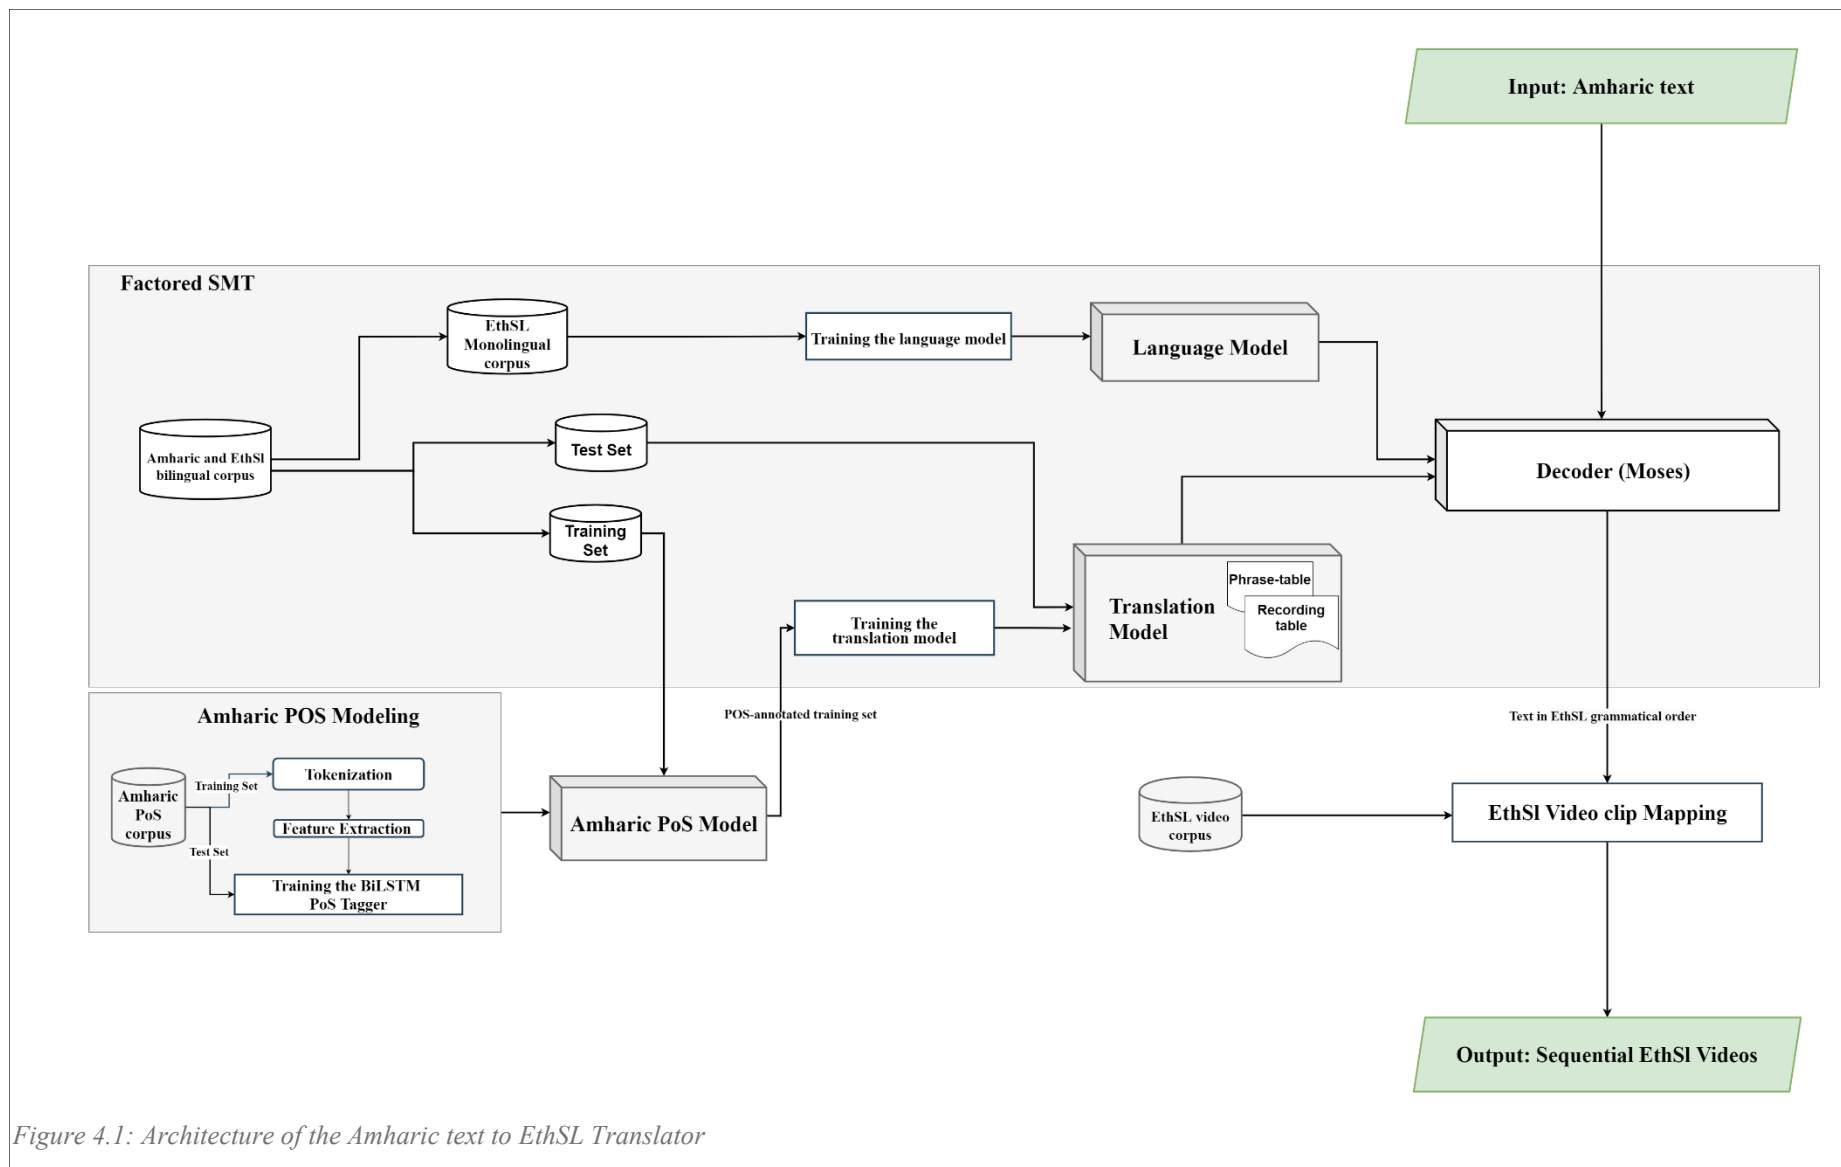 Input: Amharic text
Factored SMT
EthSL
Monolingual
corpus
Training the language model
Language Model
Amharic and EthSl
bilingual corpus
Test Set
Training
Set
Decoder (Moses)
Phrase-table
Recording
table
Translation
Model
Training the
translation model
Amharic POS Modeling
POS-annotated training set
Text in EthSL grammatical order
Amharic
PoS
corpus
Training Set
Tokenization
Feature Extraction
Test Set
Training the BiLSTM
PoS Tagger
Amharic PoS Model
EthSL video
corpus
EthSl Video clip Mapping
Output: Sequential EthSl Videos
Figure 4.1: Architecture of the Amharic text to EthSL Translator